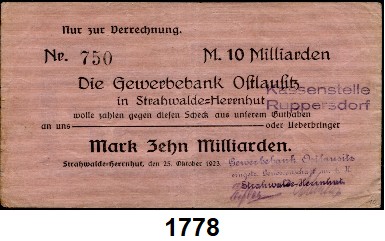 Nur zur Verrechnung.
Nr. 750 M. 10 Milliarden
Die Gewerbebank Ostlausitz
in Strahwalde=Herrnhut
Kassenstelle
Ruppersdorf
wolle zahlen gegen diesen Scheck aus unserem Guthaben
an uns oder Ueberbringer
Mark Zehn Milliarden.
Strahwalde-Herrnhut, den 25. Oktober 1923.
Gewerbebank Ostlausitz
Strahwalde-Herrnhut.
1778